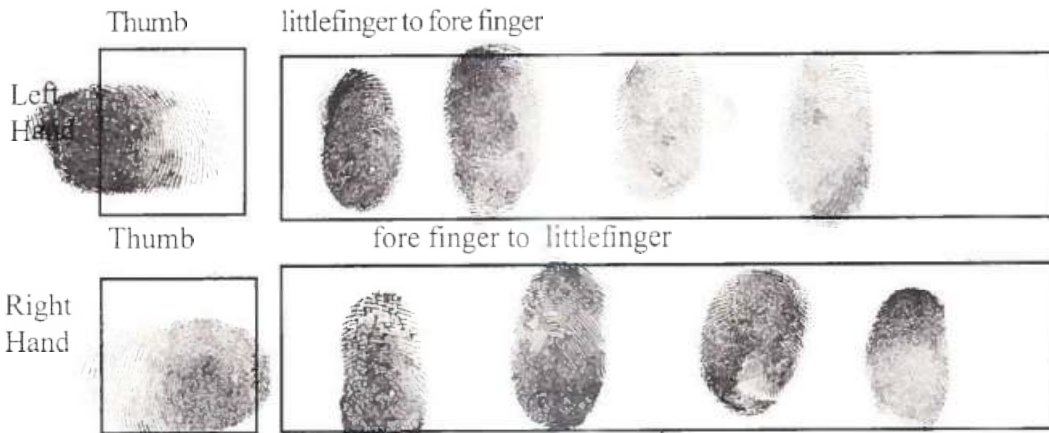 Thumb littlefinger to fore finger
Left
Hand
Thumb fore finger to littlefinger
Right
Hand